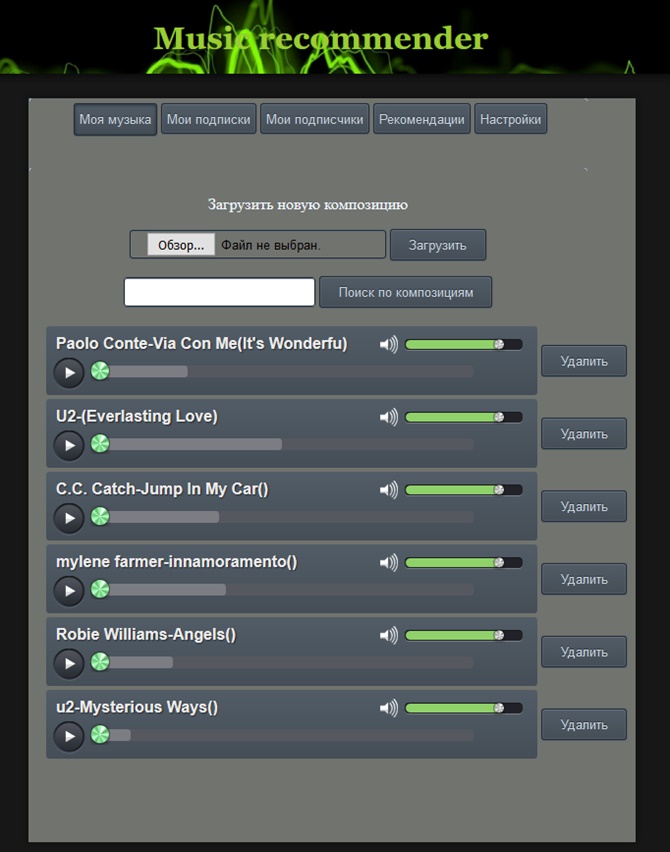 Music recommender
Моя музыка Мои подписки Мои подписчики Рекомендации Настройки
Загрузить новую композицию
Обзор... Файл не выбран. Загрузить
Поиск по композициям
Paolo Conte-Via Con Me(It's Wonderfu)
Удалить
U2-(Everlasting Love)
Удалить
C.C. Catch-Jump In My Car()
Удалить
mylene farmer-innamoramento()
Удалить
Robie Williams-Angels()
Удалить
u2-Mysterious Ways()
Удалить